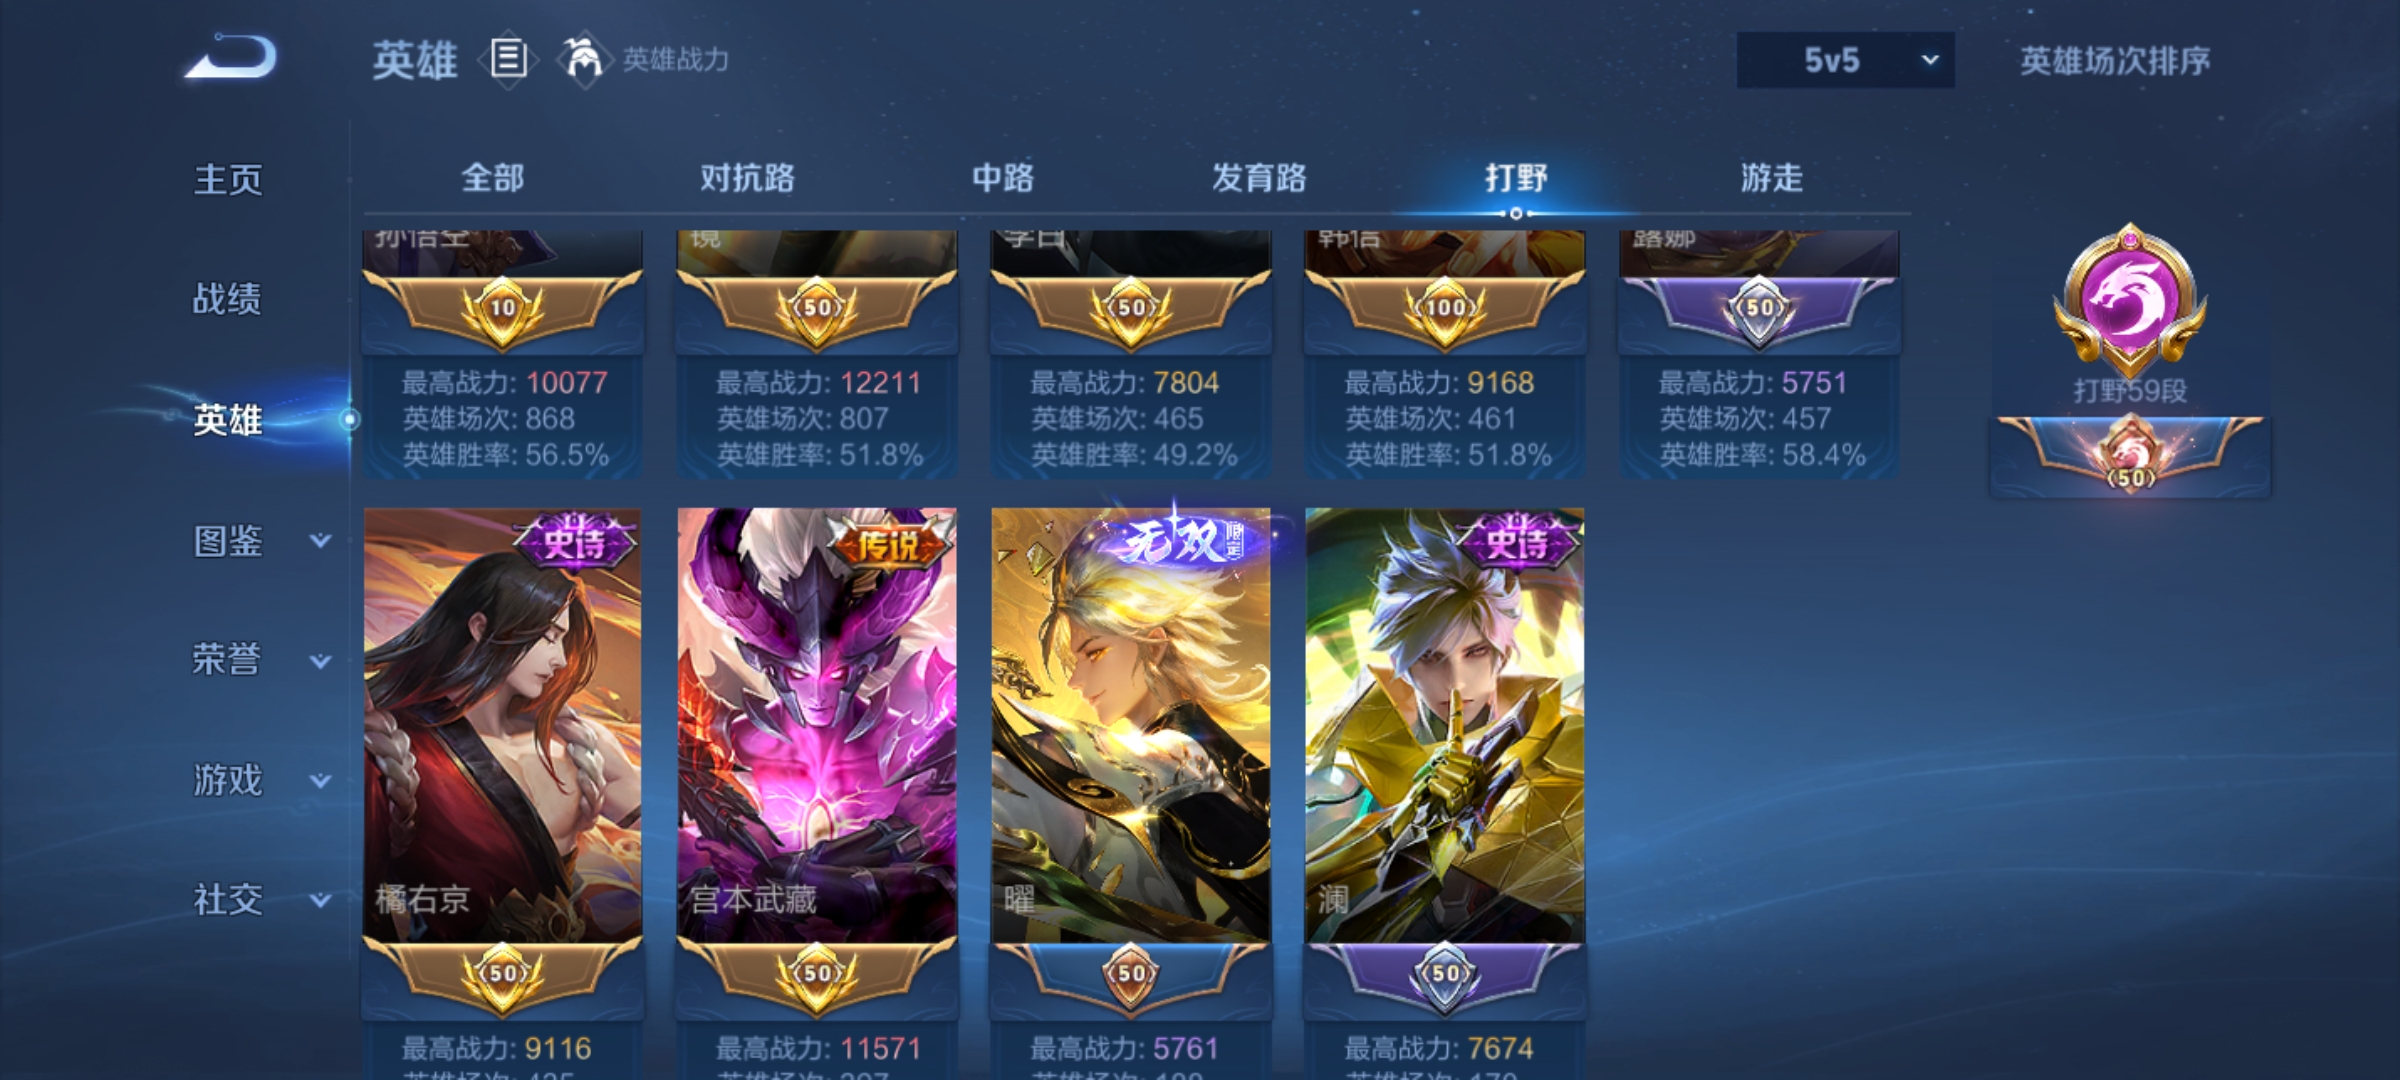 英雄
英雄战力
5v5
英雄场次排序
主页
战绩
英雄
图鉴
荣誉
游戏
社交
全部
对抗路
中路
发育路
打野
游走
孙悟空
镜
李白
韩信
露娜
10
50
50
100
50
最高战力: 10077
英雄场次: 868
英雄胜率: 56.5%
最高战力: 12211
英雄场次: 807
英雄胜率: 51.8%
最高战力: 7804
英雄场次: 465
英雄胜率: 49.2%
最高战力: 9168
英雄场次: 461
英雄胜率: 51.8%
最高战力: 5751
英雄场次: 457
英雄胜率: 58.4%
打野59段
50
史诗
传说
无双
限定
史诗
橘右京
宫本武藏
曜
澜
50
50
50
50
最高战力: 9116
最高战力: 11571
最高战力: 5761
最高战力: 7674